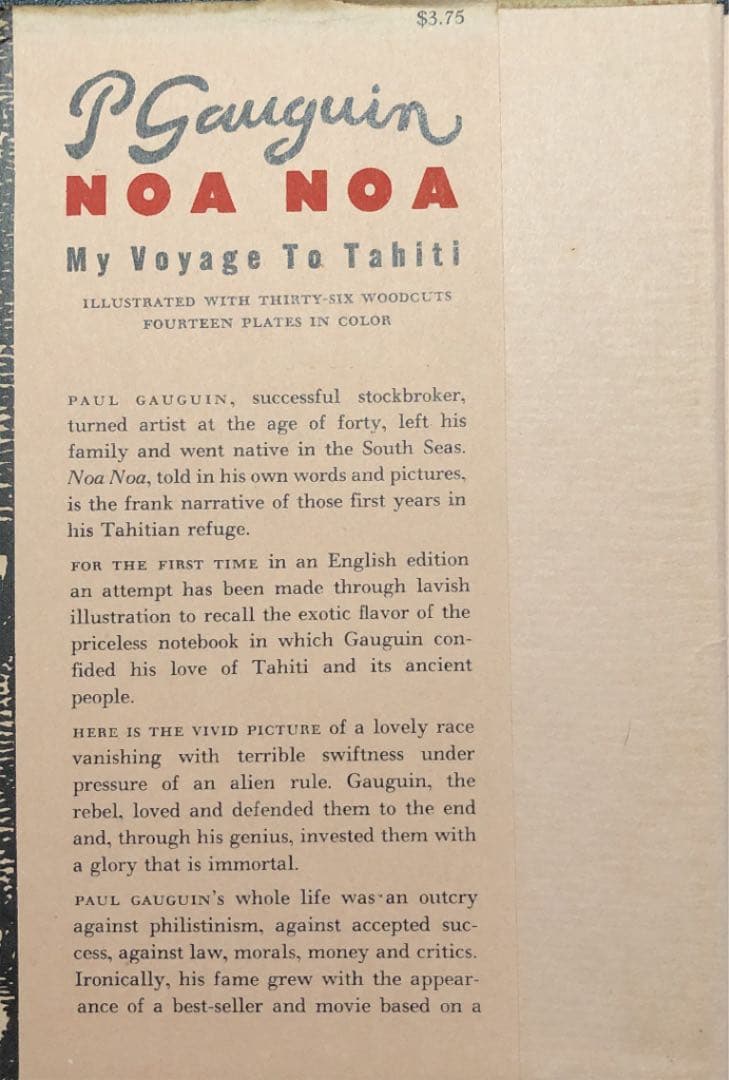 $3.75
P Gauguin
NOA NOA
My Voyage To Tahiti
ILLUSTRATED WITH THIRTY-SIX WOODCUTS
FOURTEEN PLATES IN COLOR
PAUL GAUGUIN, successful stockbroker,
turned artist at the age of forty, left his
family and went native in the South Seas.
Noa Noa, told in his own words and pictures,
is the frank narrative of those first years in
his Tahitian refuge.
FOR THE FIRST TIME in an English edition
an attempt has been made through lavish
illustration to recall the exotic flavor of the
priceless notebook in which Gauguin con-
fided his love of Tahiti and its ancient
people.
HERE IS THE VIVID PICTURE of a lovely race
vanishing with terrible swiftness under
pressure of an alien rule. Gauguin, the
rebel, loved and defended them to the end
and, through his genius, invested them with
a glory that is immortal.
PAUL GAUGUIN'S whole life was an outcry
against philistinism, against accepted suc-
cess, against law, morals, money and critics.
Ironically, his fame grew with the appear-
ance of a best-seller and movie based on a